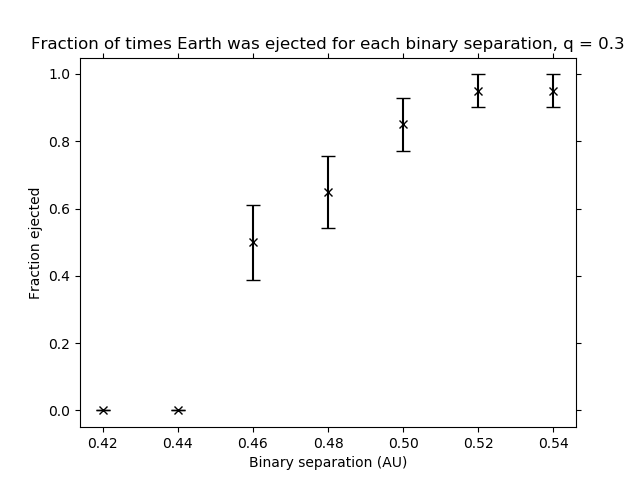 Fraction of times Earth was ejected for each binary separation, q = 0.3
1.0
0.8
0.6
0.4
0.2
0.0
Fraction ejected
0.42 0.44 0.46 0.48 0.50 0.52 0.54
Binary separation (AU)